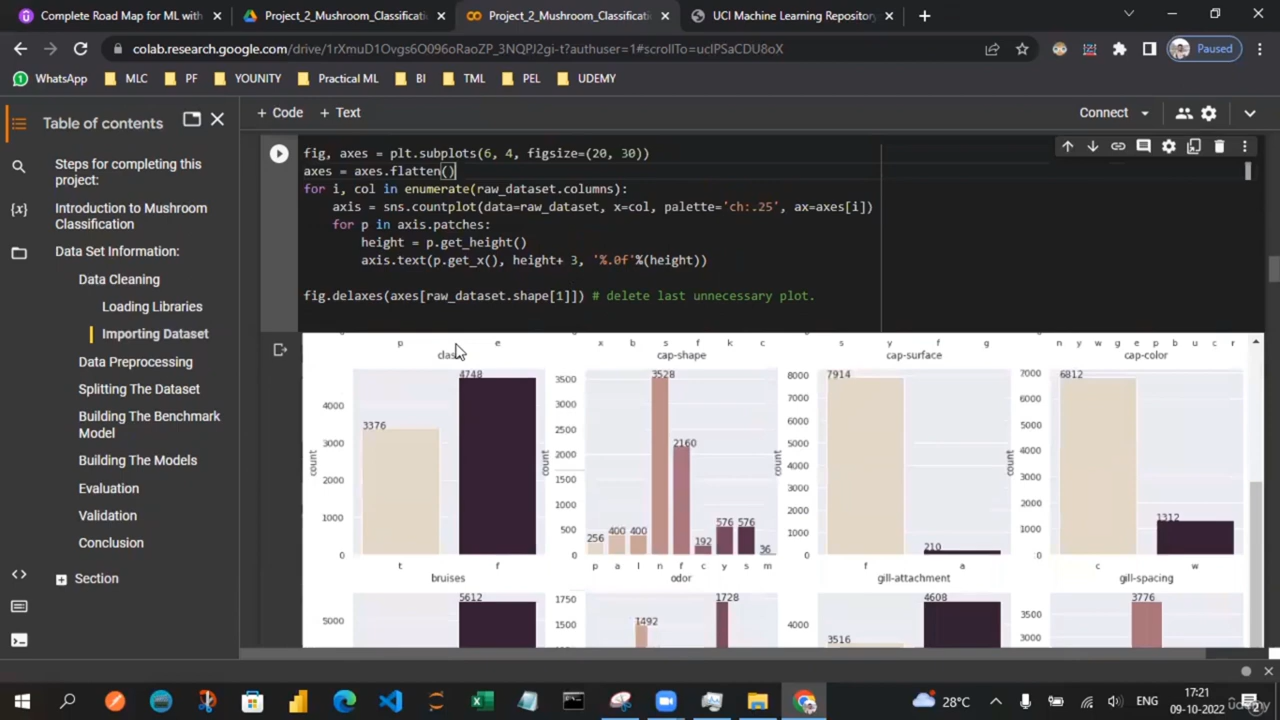 Complete Road Map for ML with
Project_2_Mushroom_Classificati
Project_2_Mushroom_Classificati
UCI Machine Learning Repository
colab.research.google.com/drive/1rXmuD1Ovgs6O096oRaoZP_3NQPJ2gi-t?authuser=1#scrollTo=ucIPSaCDU8oX
Paused
WhatsApp
MLC
PF
YOUNITY
Practical ML
BI
TML
PEL
UDEMY
Table of contents
+ Code
+ Text
Connect
Steps for completing this
project:
Introduction to Mushroom
Classification
Data Set Information:
Data Cleaning
Loading Libraries
Importing Dataset
Data Preprocessing
Splitting The Dataset
Building The Benchmark
Model
Building The Models
Evaluation
Validation
Conclusion
Section
fig, axes = plt.subplots(6, 4, figsize=(20, 30))
axes = axes.flatten()
for i, col in enumerate(raw_dataset.columns):
axis = sns.countplot(data=raw_dataset, x=col, palette='ch:.25', ax=axes[i])
for p in axis.patches:
height = p.get_height()
axis.text(p.get_x(), height+ 3, '%.0f'%(height))
fig.delaxes(axes[raw_dataset.shape[1]]) # delete last unnecessary plot.
p e
x b s f k c
s y f g
n y w g e p b u c r
cap-shape
cap-surface
cap-color
4748
3376
4000
3000
2000
1000
0
count
t f
bruises
3528
2160
256
400
400
192
576
576
36
3500
3000
2500
2000
1500
1000
500
0
count
p a l n f c y s m
odor
7914
210
8000
7000
6000
5000
4000
3000
2000
1000
0
count
f a
gill-attachment
6812
1312
7000
6000
5000
4000
3000
2000
1000
0
count
c w
gill-spacing
5612
5000
1750
1500
1492
1728
4608
4000
3516
3776
3500
3000
28°C
ENG
17:21
09-10-2022
udemy